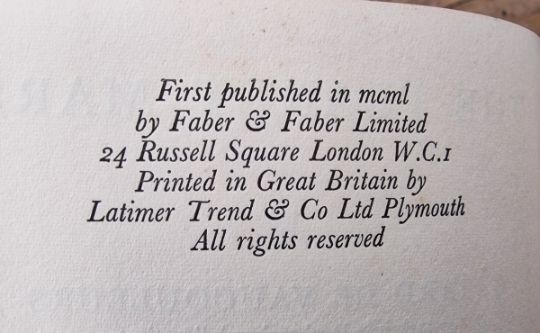 First published in mcml
by Faber & Faber Limited
24 Russell Square London W.C.1
Printed in Great Britain by
Latimer Trend & Co Ltd Plymouth
All rights reserved